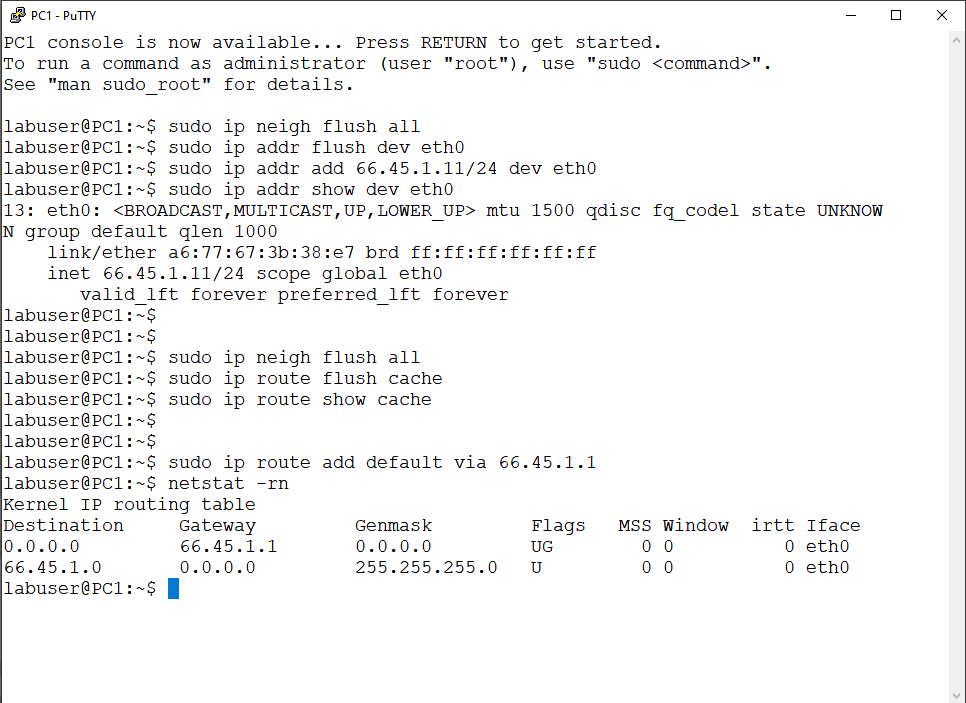 PC1 - PuTTY
PC1 console is now available... Press RETURN to get started.
To run a command as administrator (user "root"), use "sudo <command>".
See "man sudo_root" for details.
labuser@PC1:~$ sudo ip neigh flush all
labuser@PC1:~$ sudo ip addr flush dev eth0
labuser@PC1:~$ sudo ip addr add 66.45.1.11/24 dev eth0
labuser@PC1:~$ sudo ip addr show dev eth0
13: eth0: <BROADCAST,MULTICAST,UP,LOWER_UP> mtu 1500 qdisc fq_codel state UNKNOW
N group default qlen 1000
    link/ether a6:77:67:3b:38:e7 brd ff:ff:ff:ff:ff:ff
    inet 66.45.1.11/24 scope global eth0
       valid_lft forever preferred_lft forever
labuser@PC1:~$
labuser@PC1:~$
labuser@PC1:~$ sudo ip neigh flush all
labuser@PC1:~$ sudo ip route flush cache
labuser@PC1:~$ sudo ip route show cache
labuser@PC1:~$
labuser@PC1:~$
labuser@PC1:~$ sudo ip route add default via 66.45.1.1
labuser@PC1:~$ netstat -rn
Kernel IP routing table
Destination     Gateway         Genmask         Flags   MSS Window  irtt Iface
0.0.0.0         66.45.1.1       0.0.0.0         UG        0 0          0 eth0
66.45.1.0       0.0.0.0         255.255.255.0   U         0 0          0 eth0
labuser@PC1:~$